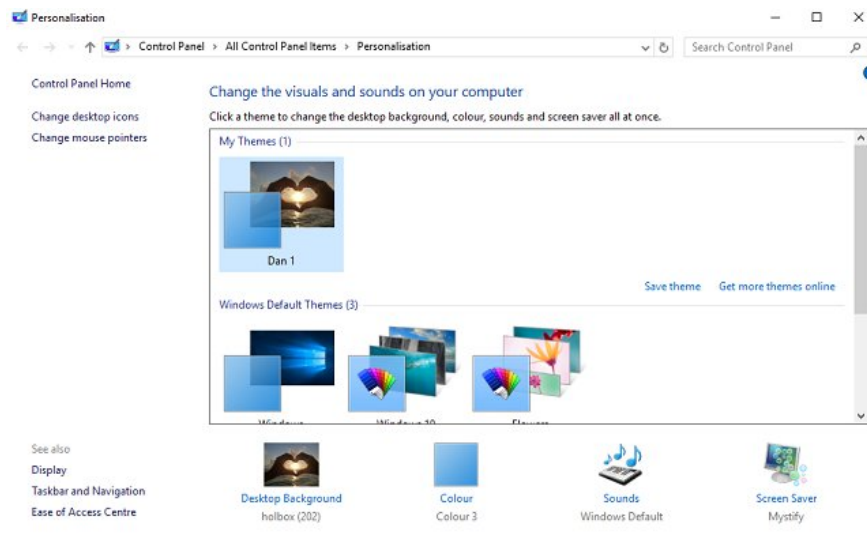 Personalisation
Control Panel > All Control Panel Items > Personalisation
Search Control Panel
Control Panel Home
Change desktop icons
Change mouse pointers
Change the visuals and sounds on your computer
Click a theme to change the desktop background, colour, sounds and screen saver all at once.
My Themes (1)
Dan 1
Save theme Get more themes online
Windows Default Themes (3)
Windows Windows 10 Flowers
See also
Display
Taskbar and Navigation
Ease of Access Centre
Desktop Background
holbox (202)
Colour
Colour 3
Sounds
Windows Default
Screen Saver
Mystify